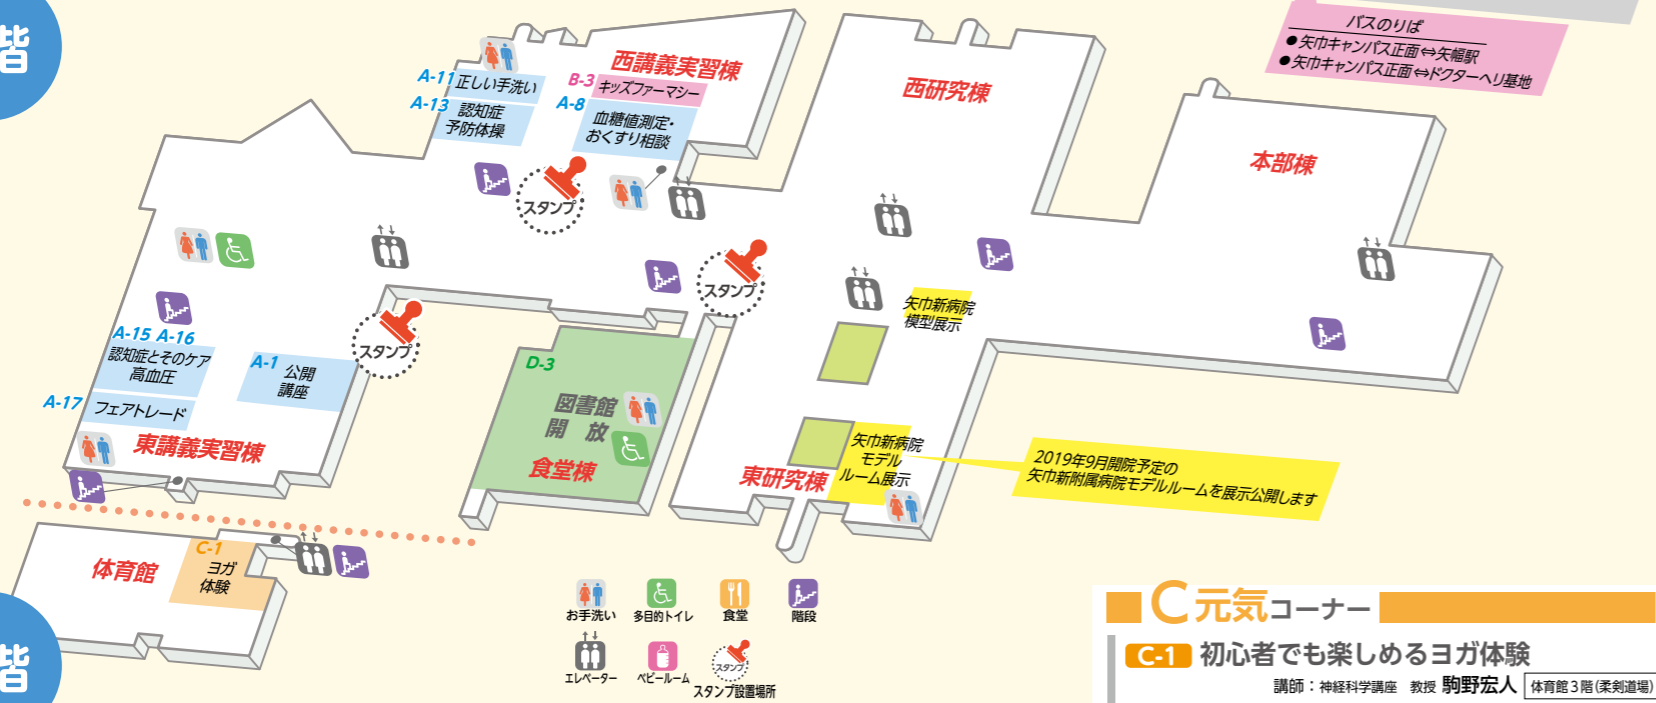 階
バスのりば
●矢巾キャンパス正面⇔矢幅駅
●矢巾キャンパス正面⇔ドクターヘリ基地
西講義実習棟
A-11 正しい手洗い
A-13 認知症
予防体操
B-3 キッズファーマシー
A-8 血糖値測定・
おくすり相談
西研究棟
本部棟
スタンプ
スタンプ
スタンプ
A-15 A-16
認知症とそのケア
高血圧
A-1 公開
講座
A-17 フェアトレード
東講義実習棟
D-3
図書館
開 放
食堂棟
矢巾新病院
模型展示
矢巾新病院
モデル
ルーム展示
東研究棟
2019年9月開院予定の
矢巾新附属病院モデルルームを展示公開します
体育館
C-1
ヨガ
体験
階
お手洗い
多目的トイレ
食堂
階段
エレベーター
ベビールーム
スタンプ
スタンプ設置場所
C 元気コーナー
C-1 初心者でも楽しめるヨガ体験
講師：神経科学講座 教授 駒野宏人 体育館3階(柔剣道場)